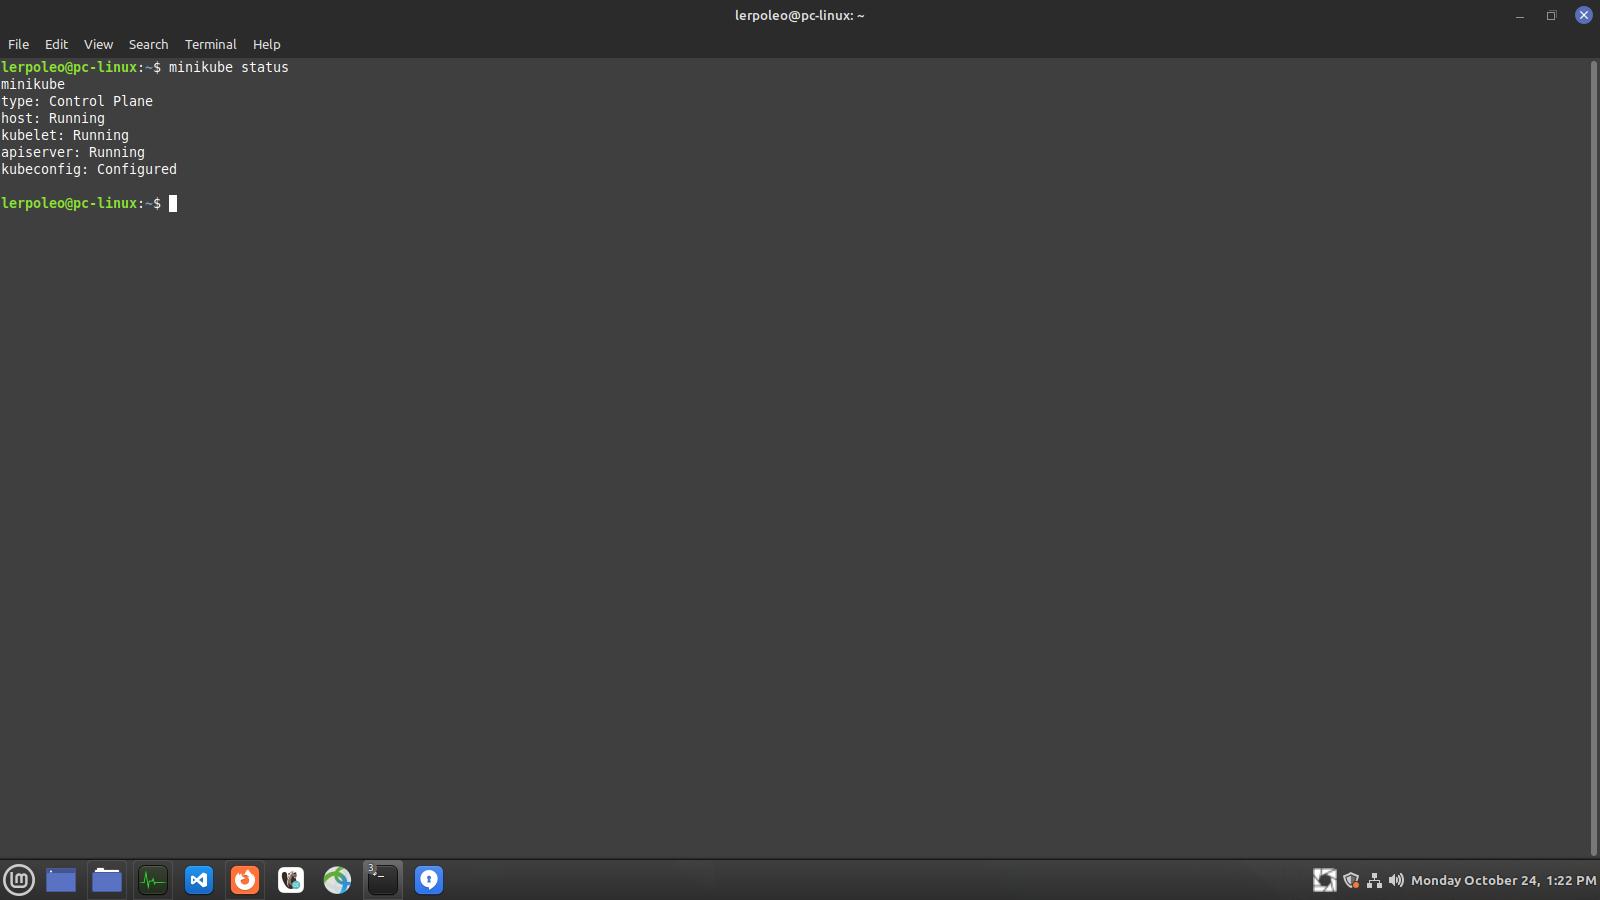 lerpoleo@pc-linux: ~
File Edit View Search Terminal Help
lerpoleo@pc-linux:~$ minikube status
minikube
type: Control Plane
host: Running
kubelet: Running
apiserver: Running
kubeconfig: Configured
lerpoleo@pc-linux:~$
3
Monday October 24, 1:22 PM